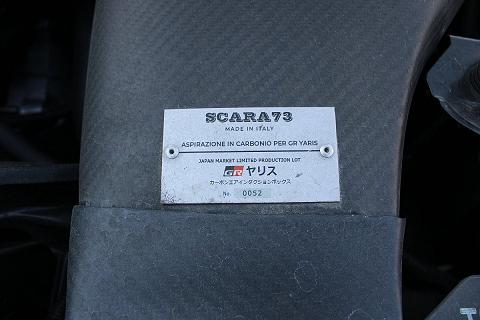 SCARA73
MADE IN ITALY
ASPIRAZIONE IN CARBONIO PER GR YARIS
JAPAN MARKET LIMITED PRODUCTION LOT
GR ヤリス
カーボンエアインダクションボックス
No. 0052